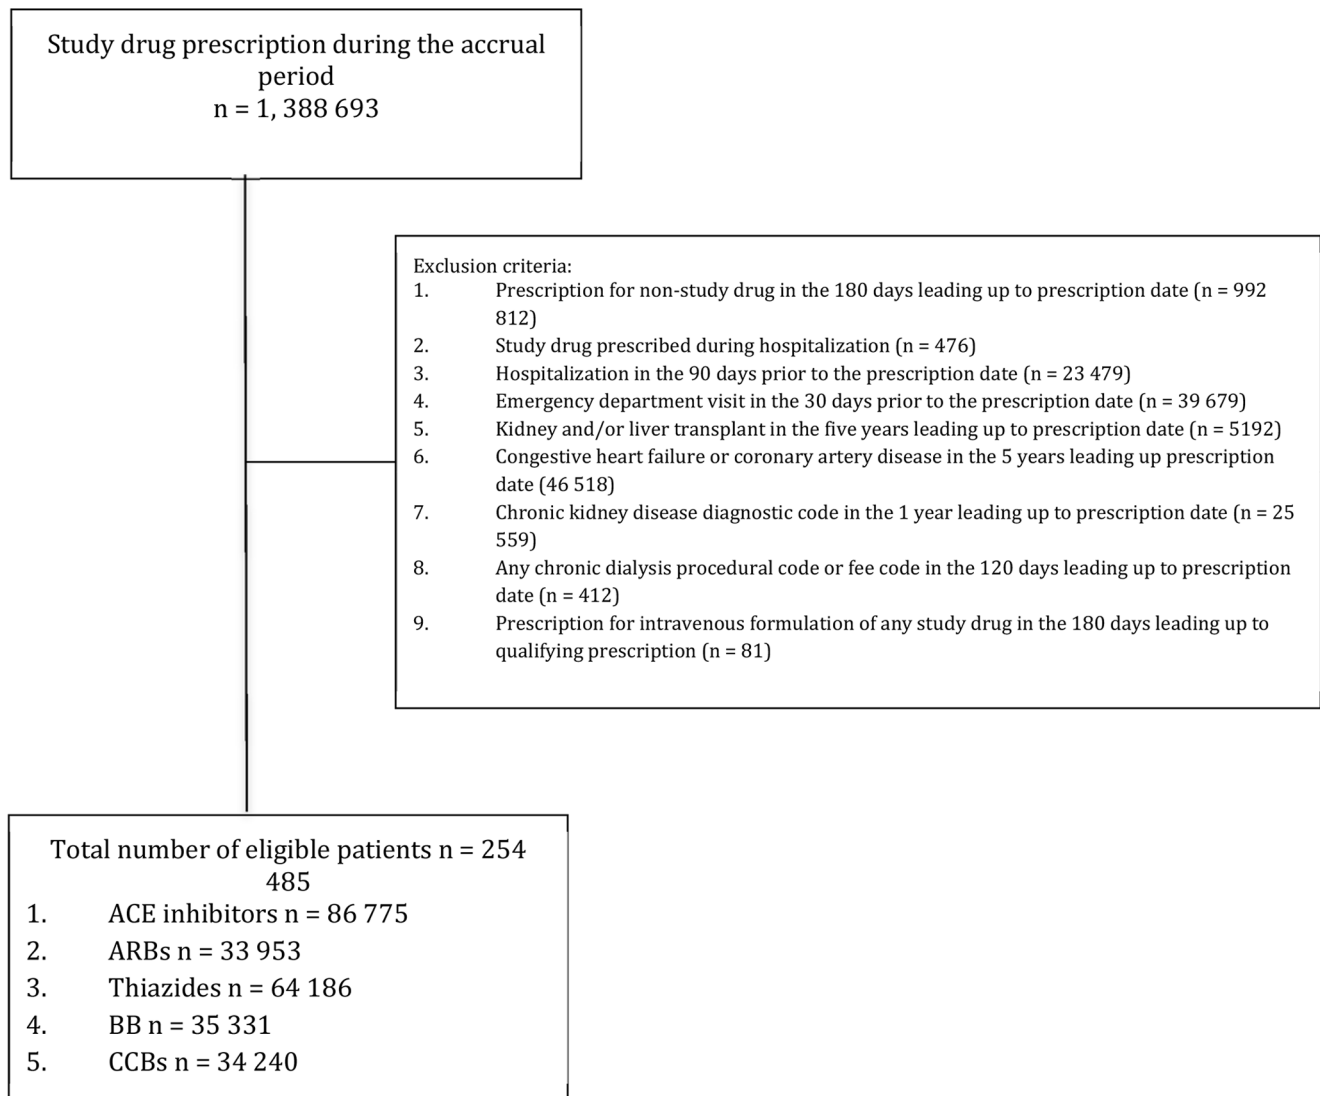 Study drug prescription during the accrual
period
n = 1, 388 693
Exclusion criteria:
1. Prescription for non-study drug in the 180 days leading up to prescription date (n = 992
812)
2. Study drug prescribed during hospitalization (n = 476)
3. Hospitalization in the 90 days prior to the prescription date (n = 23 479)
4. Emergency department visit in the 30 days prior to the prescription date (n = 39 679)
5. Kidney and/or liver transplant in the five years leading up to prescription date (n = 5192)
6. Congestive heart failure or coronary artery disease in the 5 years leading up prescription
date (46 518)
7. Chronic kidney disease diagnostic code in the 1 year leading up to prescription date (n = 25
559)
8. Any chronic dialysis procedural code or fee code in the 120 days leading up to prescription
date (n = 412)
9. Prescription for intravenous formulation of any study drug in the 180 days leading up to
qualifying prescription (n = 81)
Total number of eligible patients n = 254
485
1. ACE inhibitors n = 86 775
2. ARBs n = 33 953
3. Thiazides n = 64 186
4. BB n = 35 331
5. CCBs n = 34 240